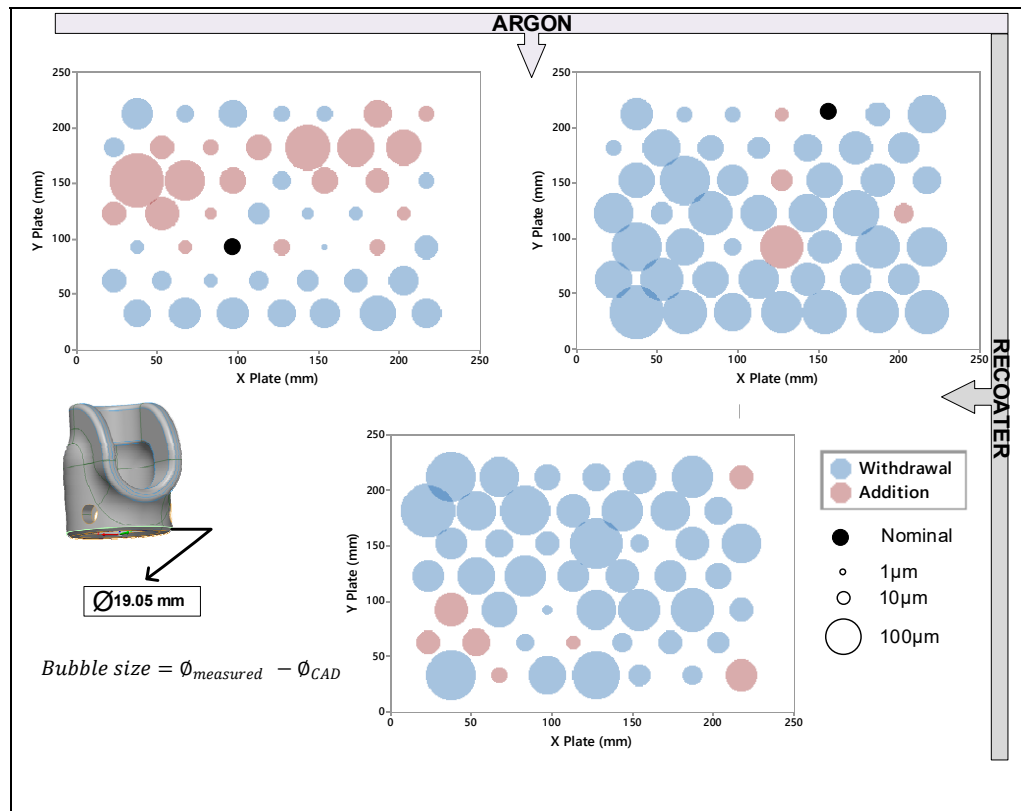 ARGON
250
200
150
100
50
0
Y Plate (mm)
0 50 100 150 200 250
X Plate (mm)
250
200
150
100
50
0
Y Plate (mm)
0 50 100 150 200 250
X Plate (mm)
RECOATER
Ø19.05 mm
Bubble size = ∅measured − ∅CAD
250
200
150
100
50
0
Y Plate (mm)
0 50 100 150 200 250
X Plate (mm)
Withdrawal
Addition
Nominal
1µm
10µm
100µm